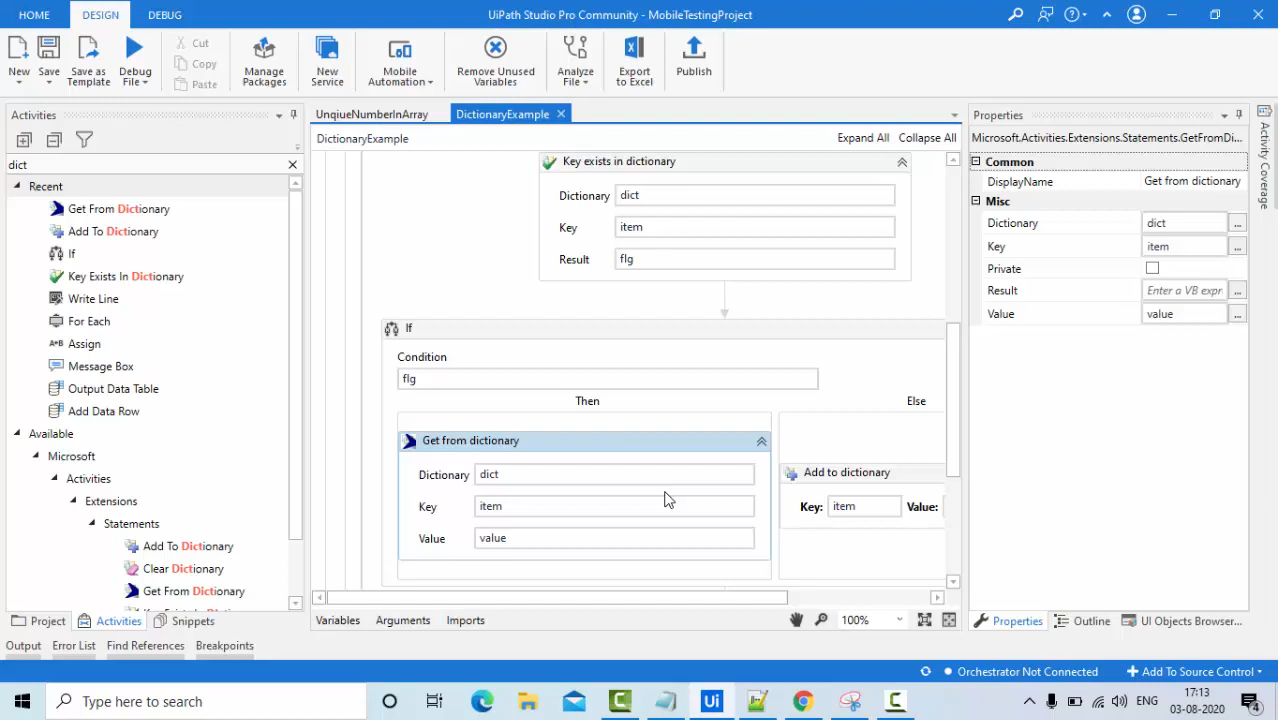 HOME DESIGN DEBUG UiPath Studio Pro Community - MobileTestingProject
New Save Save as Template Debug File Cut Copy Paste Manage Packages New Service Mobile Automation Remove Unused Variables Analyze File Export to Excel Publish
Activities
dict
Recent
Get From Dictionary
Add To Dictionary
If
Key Exists In Dictionary
Write Line
For Each
A*B Assign
Message Box
Output Data Table
Add Data Row
Available
Microsoft
Activities
Extensions
Statements
Add To Dictionary
Clear Dictionary
Get From Dictionary
Project Activities Snippets
UnqiueNumberInArray DictionaryExample
DictionaryExample Expand All Collapse All
Key exists in dictionary
Dictionary dict
Key item
Result flg
If
Condition
flg
Then Else
Get from dictionary
Dictionary dict
Key item
Value value
Add to dictionary
Key: item Value:
Variables Arguments Imports 100%
Properties
Microsoft.Activities.Extensions.Statements.GetFromDi...
Common
DisplayName Get from dictionary
Misc
Dictionary dict ...
Key item ...
Private
Result Enter a VB expr ...
Value value ...
Properties Outline UI Objects Browser...
Activity Coverage
Output Error List Find References Breakpoints
Orchestrator Not Connected Add To Source Control
Type here to search
Ui
ENG
17:13
03-08-2020
4